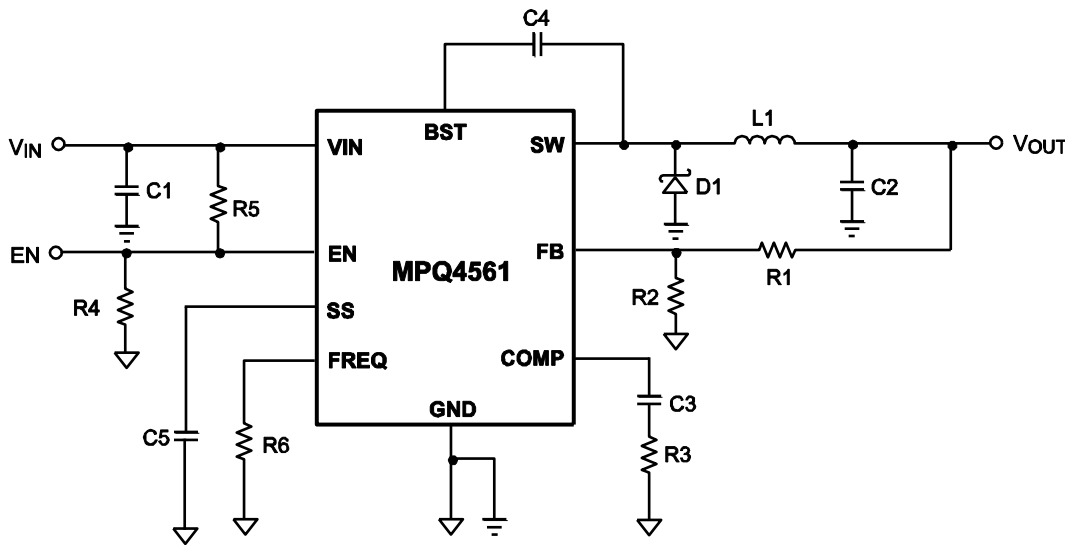 C4
BST
VIN
VIN
SW
L1
VOUT
C1
R5
D1
C2
EN
EN
FB
MPQ4561
R1
R4
R2
SS
FREQ
COMP
GND
C3
C5
R6
R3